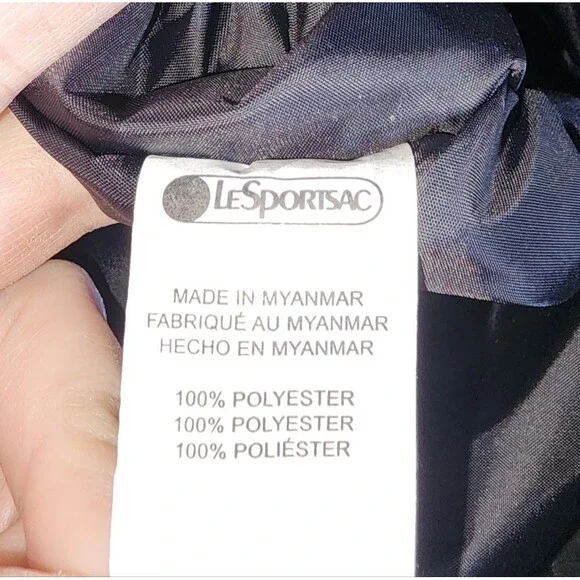 LESPORTSAC
MADE IN MYANMAR
FABRIQUÉ AU MYANMAR
HECHO EN MYANMAR
100% POLYESTER
100% POLYESTER
100% POLIÉSTER